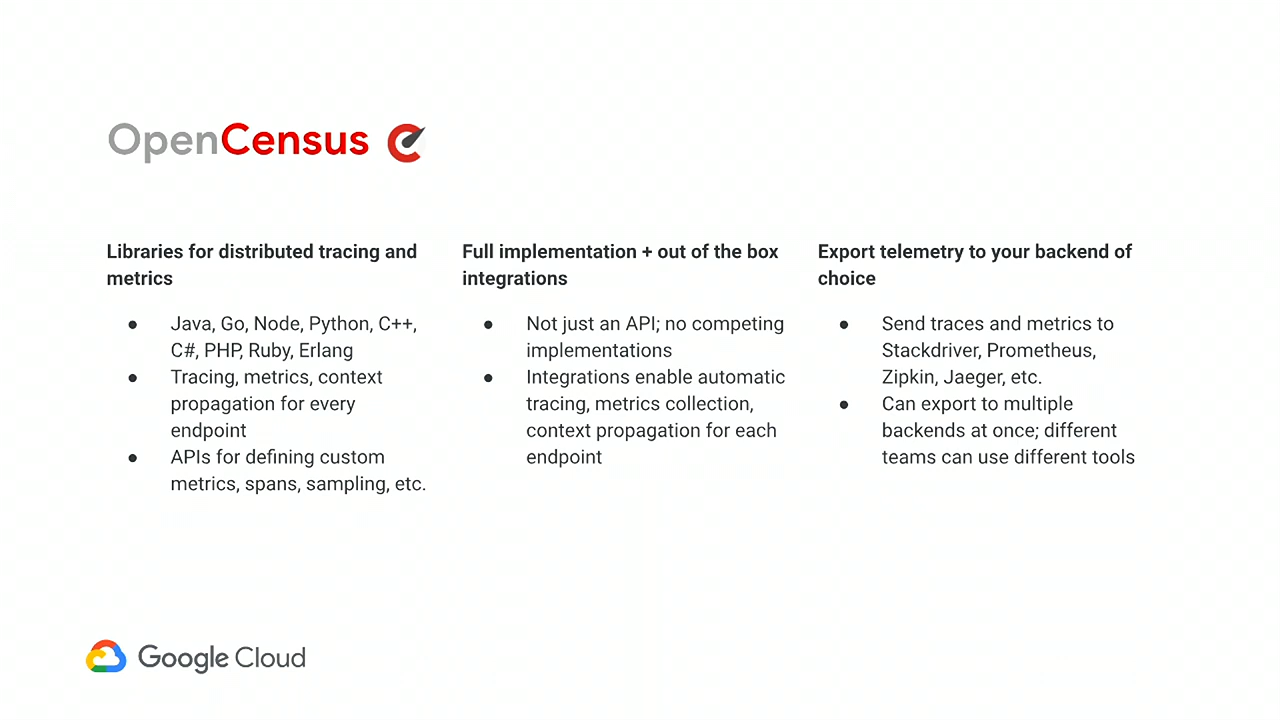 OpenCensus
Libraries for distributed tracing and
metrics
● Java, Go, Node, Python, C++,
C#, PHP, Ruby, Erlang
● Tracing, metrics, context
propagation for every
endpoint
● APIs for defining custom
metrics, spans, sampling, etc.
Full implementation + out of the box
integrations
● Not just an API; no competing
implementations
● Integrations enable automatic
tracing, metrics collection,
context propagation for each
endpoint
Export telemetry to your backend of
choice
● Send traces and metrics to
Stackdriver, Prometheus,
Zipkin, Jaeger, etc.
● Can export to multiple
backends at once; different
teams can use different tools
Google Cloud